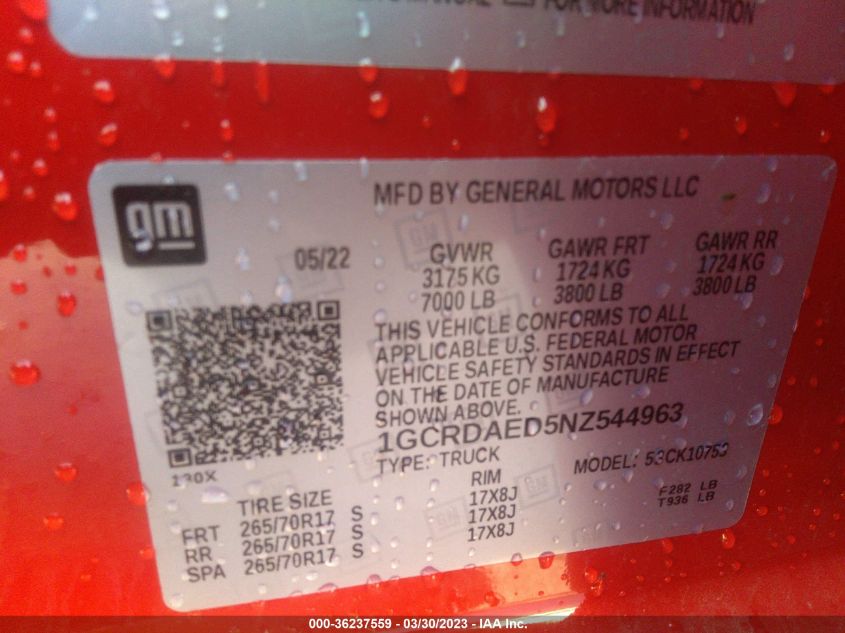 FOR MORE INFORMATION
gm
MFD BY GENERAL MOTORS LLC
05/22
GVWR GAWR FRT GAWR RR
3175 KG 1724 KG 1724 KG
7000 LB 3800 LB 3800 LB
THIS VEHICLE CONFORMS TO ALL
APPLICABLE U.S. FEDERAL MOTOR
VEHICLE SAFETY STANDARDS IN EFFECT
ON THE DATE OF MANUFACTURE
SHOWN ABOVE.
1GCRDAED5NZ544963
TYPE: TRUCK MODEL: 53CK10753
130X
TIRE SIZE RIM
FRT 265/70R17 S 17X8J
RR 265/70R17 S 17X8J
SPA 265/70R17 S 17X8J
F282 LB
T936 LB
000-36237559 - 03/30/2023 - IAA Inc.